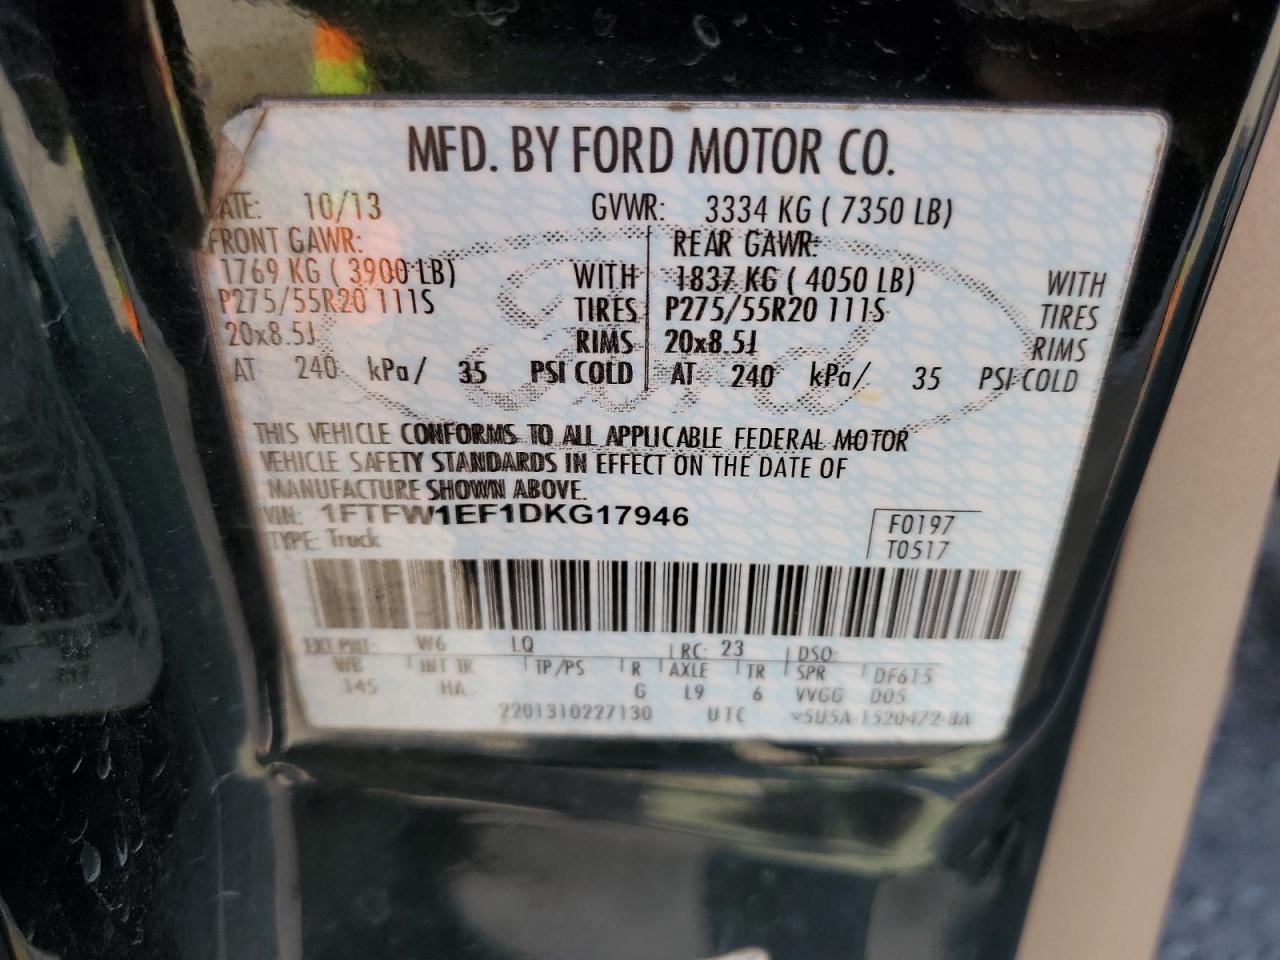 MFD. BY FORD MOTOR CO.
ATE: 10/13 GVWR: 3334 KG ( 7350 LB)
FRONT GAWR: REAR GAWR:
1769 KG ( 3900 LB) WITH 1837 KG ( 4050 LB) WITH
P275/55R20 111S TIRES P275/55R20 111S TIRES
20x8.5J RIMS 20x8.5J RIMS
AT 240 kPa/ 35 PSI COLD AT 240 kPa/ 35 PSI COLD
THIS VEHICLE CONFORMS TO ALL APPLICABLE FEDERAL MOTOR
VEHICLE SAFETY STANDARDS IN EFFECT ON THE DATE OF
MANUFACTURE SHOWN ABOVE.
VIN: 1FTFW1EF1DKG17946
F0197
TYPE: Truck
T0517
EXT PNT: W6 LQ RC: 23 DSO:
WB INT TR TP/PS R AXLE TR SPR DF615
145 HA G L9 6 VVGG D05
2201310227130 UTC v5U5A-1520472-BA